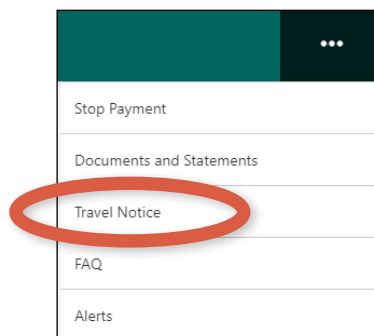 Stop Payment
Documents and Statements
Travel Notice
FAQ
Alerts